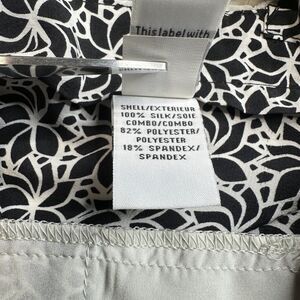 This label with
SHELL/EXTERIEUR
100% SILK/SOIE
COMBO/COMBO
82% POLYESTER/
POLYESTER
18% SPANDEX/
SPANDEX